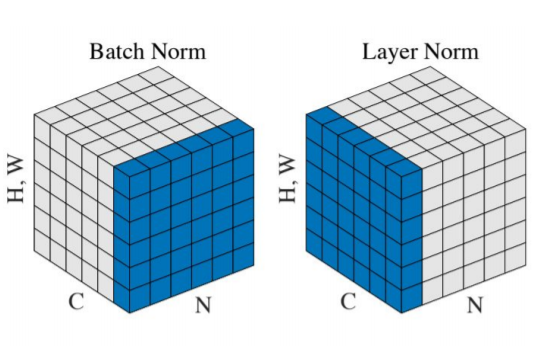 Batch Norm
H, W
C
N
Layer Norm
H, W
C
N